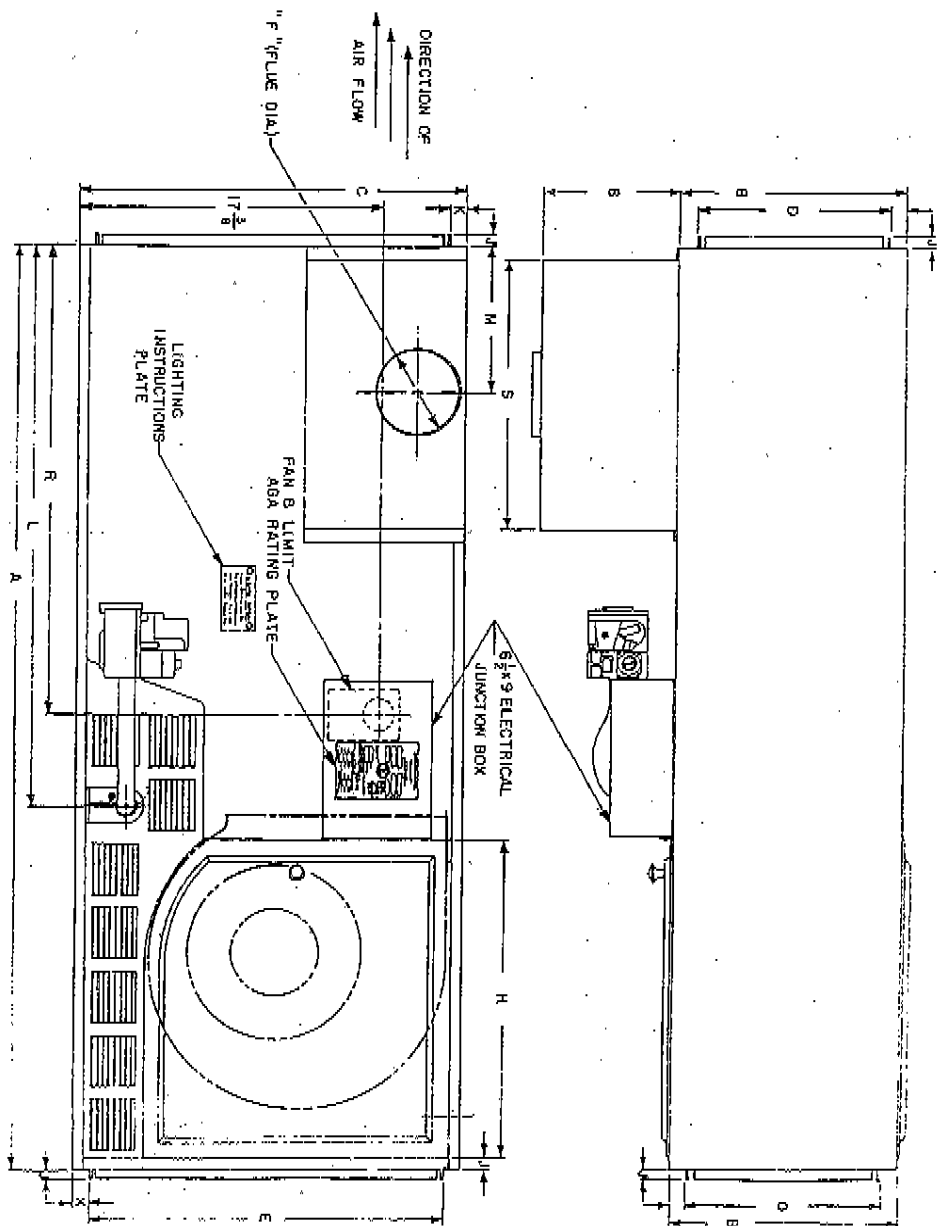 DIRECTION OF
AIR FLOW
"F" (FLUE DIA.)
C
17 3/8
K
J
M
S
6
B
D
J
R
L
A
LIGHTING
INSTRUCTIONS
PLATE
FAN & LIMIT
AGA RATING PLATE
6 1/2 x 9 ELECTRICAL
JUNCTION BOX
H
J
E
D
B